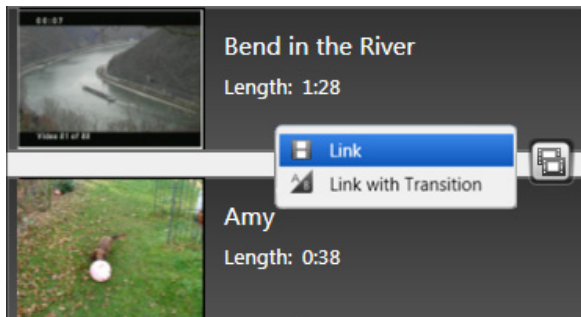 00:07
Bend in the River
Length: 1:28
Video 01 of 03
Link
Link with Transition
Amy
Length: 0:38